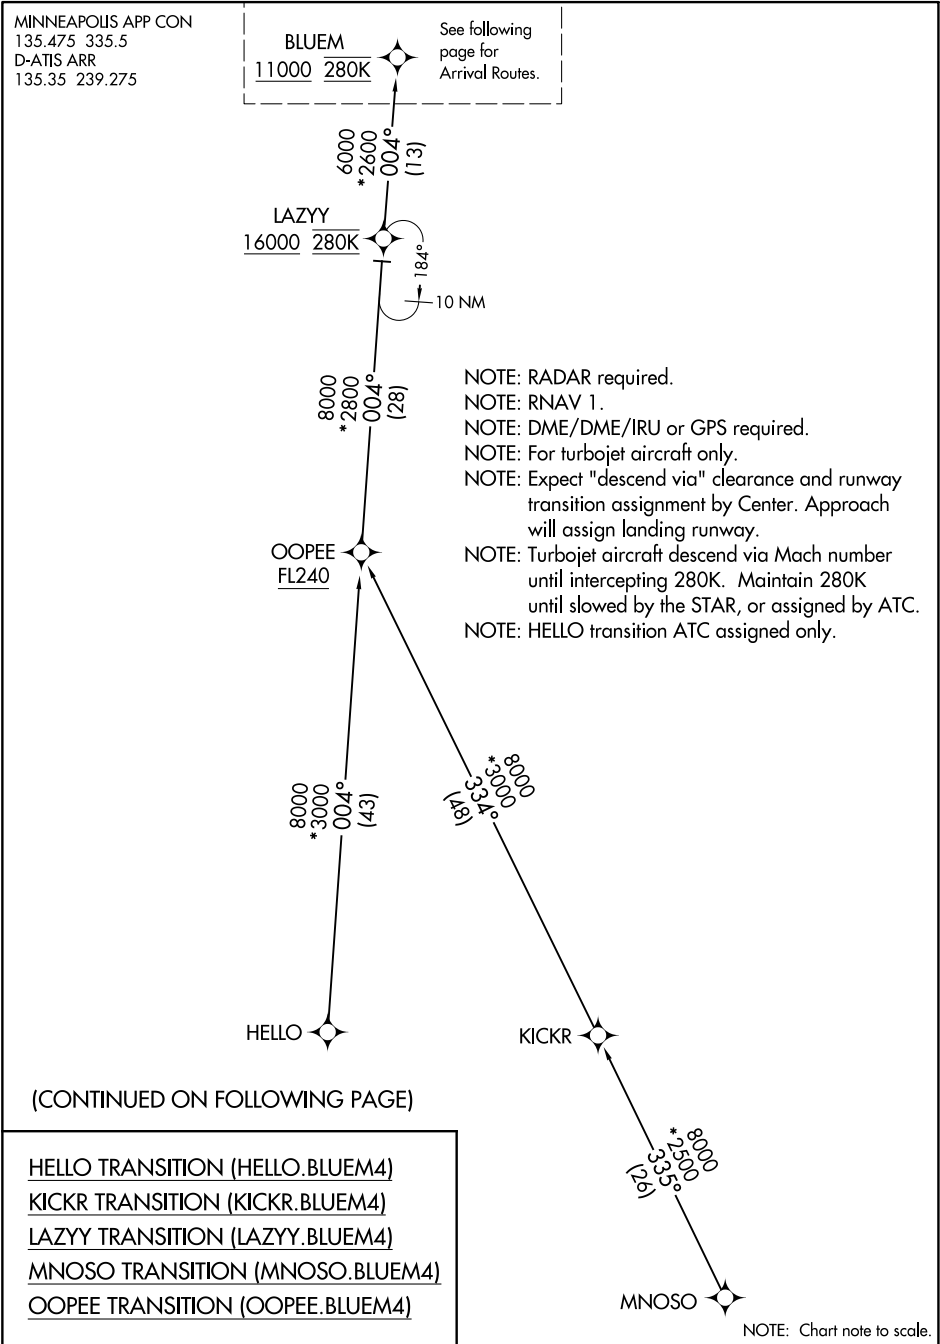 MINNEAPOLIS APP CON
135.475 335.5
D-ATIS ARR
135.35 239.275
BLUEM
11000 280K
See following
page for
Arrival Routes.
6000
*2600
004°
(13)
LAZYY
16000 280K
184°
10 NM
8000
*2800
004°
(28)
NOTE: RADAR required.
NOTE: RNAV 1.
NOTE: DME/DME/IRU or GPS required.
NOTE: For turbojet aircraft only.
NOTE: Expect "descend via" clearance and runway
transition assignment by Center. Approach
will assign landing runway.
NOTE: Turbojet aircraft descend via Mach number
until intercepting 280K. Maintain 280K
until slowed by the STAR, or assigned by ATC.
NOTE: HELLO transition ATC assigned only.
OOPEE
FL240
8000
*3000
004°
(43)
8000
*3000
334°
(48)
HELLO
KICKR
(CONTINUED ON FOLLOWING PAGE)
8000
*2500
335°
(26)
HELLO TRANSITION (HELLO.BLUEM4)
KICKR TRANSITION (KICKR.BLUEM4)
LAZYY TRANSITION (LAZYY.BLUEM4)
MNOSO TRANSITION (MNOSO.BLUEM4)
OOPEE TRANSITION (OOPEE.BLUEM4)
MNOSO
NOTE: Chart note to scale.